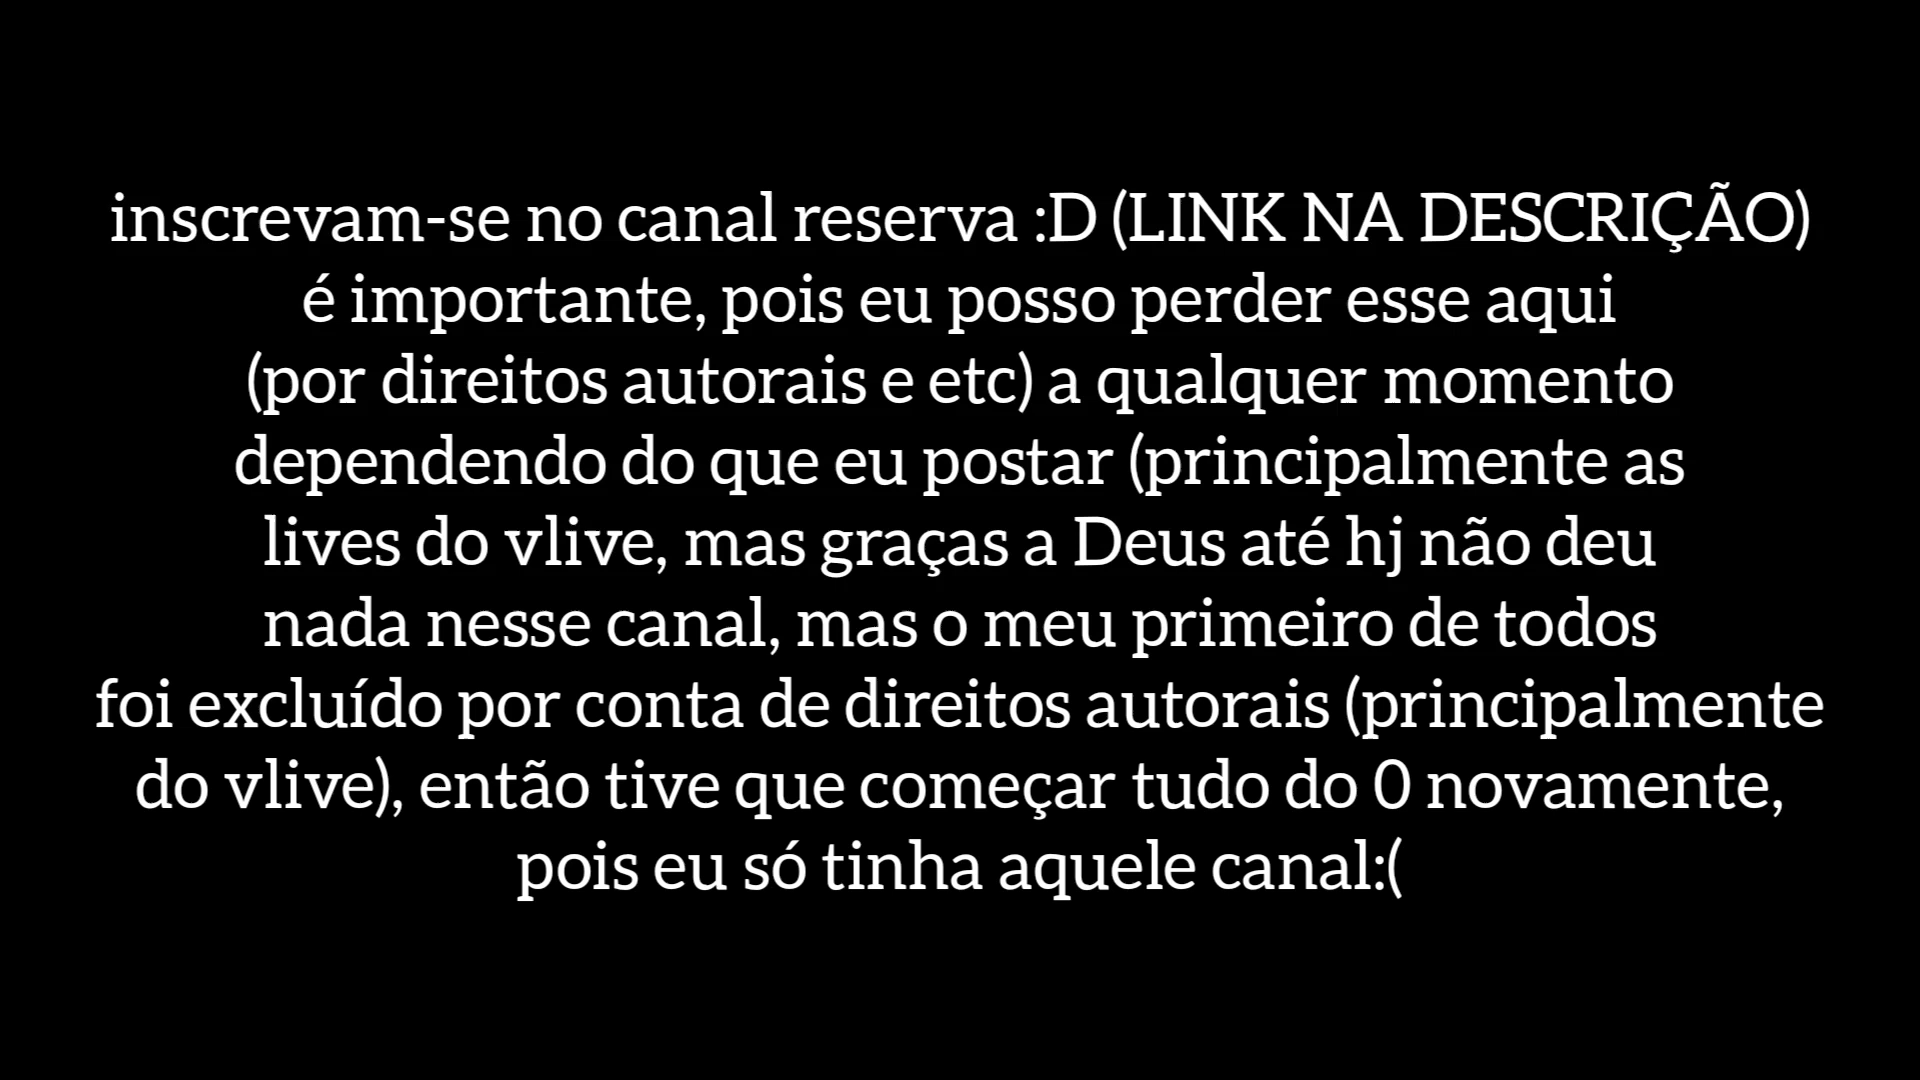 inscrevam-se no canal reserva :D (LINK NA DESCRIÇÃO)
é importante, pois eu posso perder esse aqui
(por direitos autorais e etc) a qualquer momento
dependendo do que eu postar (principalmente as
lives do vlive, mas graças a Deus até hj não deu
nada nesse canal, mas o meu primeiro de todos
foi excluído por conta de direitos autorais (principalmente
do vlive), então tive que começar tudo do 0 novamente,
pois eu só tinha aquele canal:(